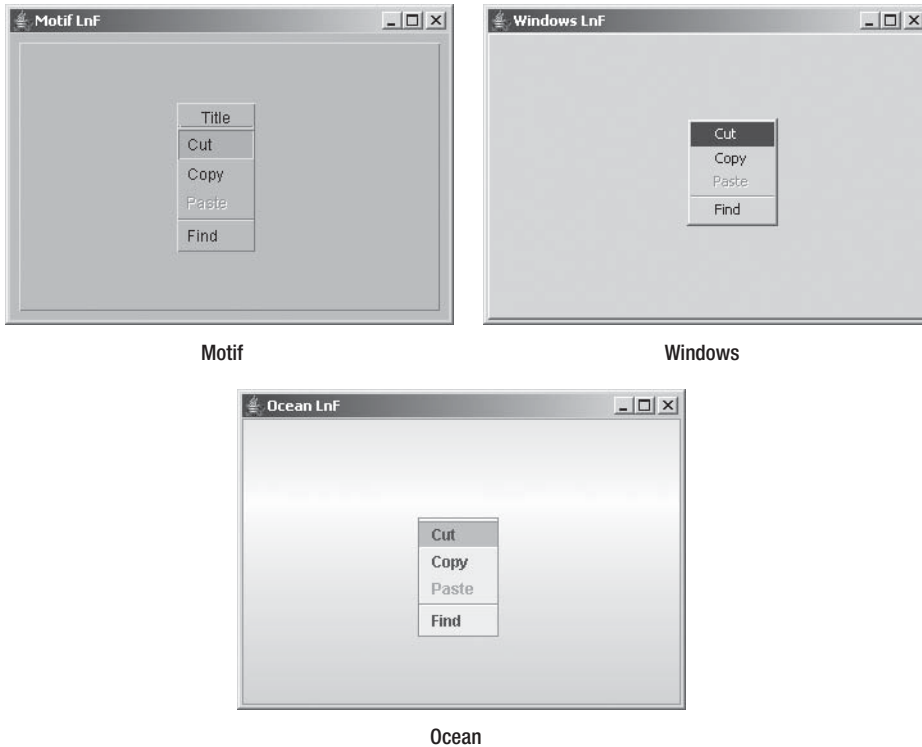 Motif LnF
Title
Cut
Copy
Paste
Find
Motif
Windows LnF
Cut
Copy
Paste
Find
Windows
Ocean LnF
Cut
Copy
Paste
Find
Ocean